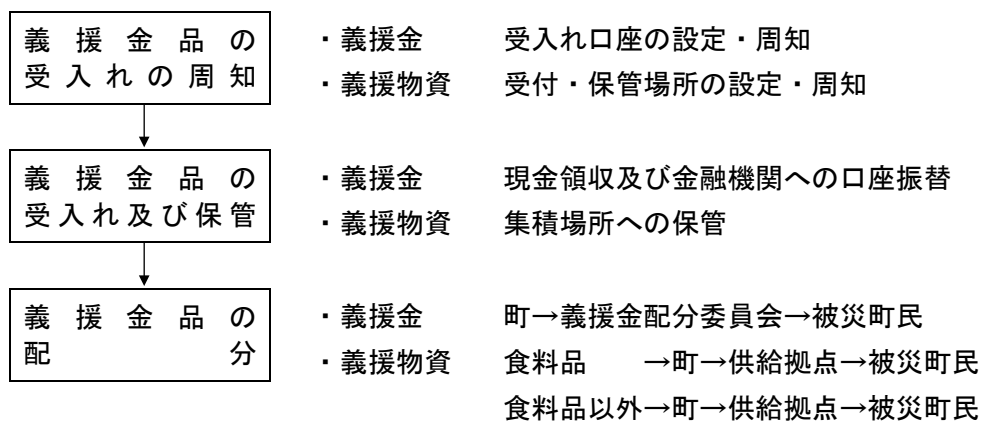 義援金品の ・義援金 受入れ口座の設定・周知
受入れの周知 ・義援物資 受付・保管場所の設定・周知
義援金品の ・義援金 現金領収及び金融機関への口座振替
受入れ及び保管 ・義援物資 集積場所への保管
義援金品の ・義援金 町→義援金配分委員会→被災町民
配分 ・義援物資 食料品 →町→供給拠点→被災町民
食料品以外→町→供給拠点→被災町民